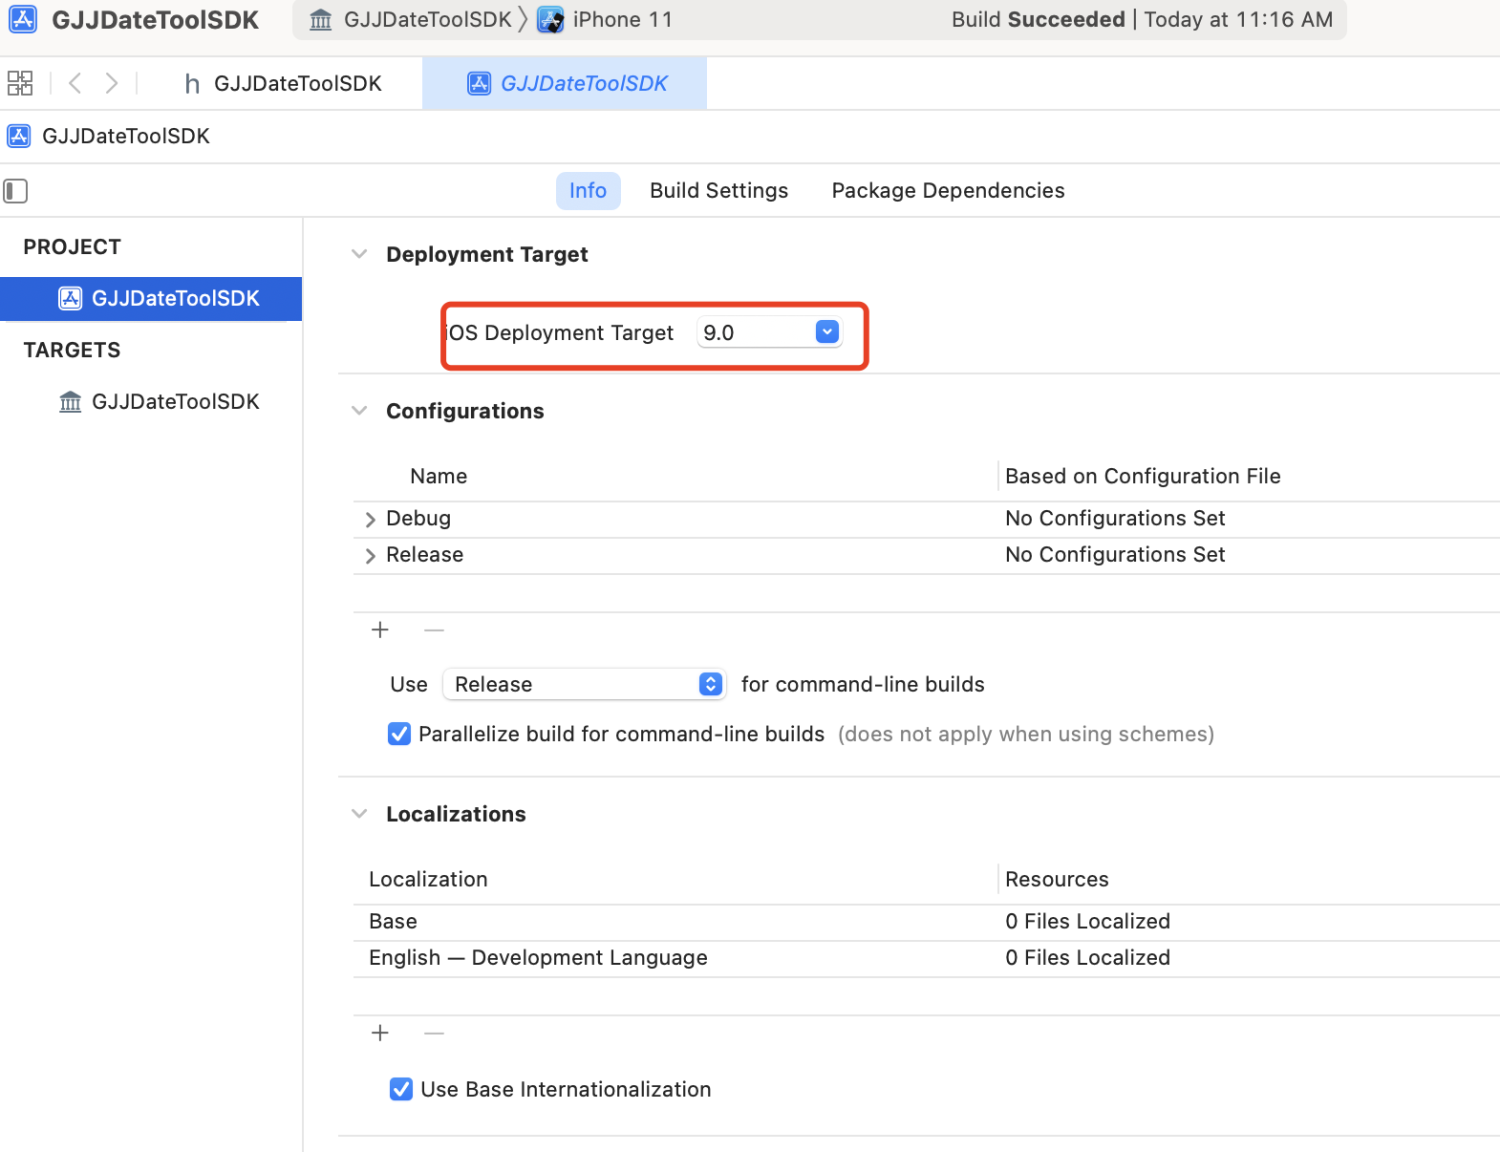 GJJDateToolSDK GJJDateToolSDK iPhone 11 Build Succeeded | Today at 11:16 AM
h GJJDateToolSDK GJJDateToolSDK
GJJDateToolSDK
Info Build Settings Package Dependencies
PROJECT
GJJDateToolSDK
TARGETS
GJJDateToolSDK
Deployment Target
iOS Deployment Target 9.0
Configurations
Name Based on Configuration File
Debug No Configurations Set
Release No Configurations Set
Use Release for command-line builds
Parallelize build for command-line builds (does not apply when using schemes)
Localizations
Localization Resources
Base 0 Files Localized
English — Development Language 0 Files Localized
Use Base Internationalization